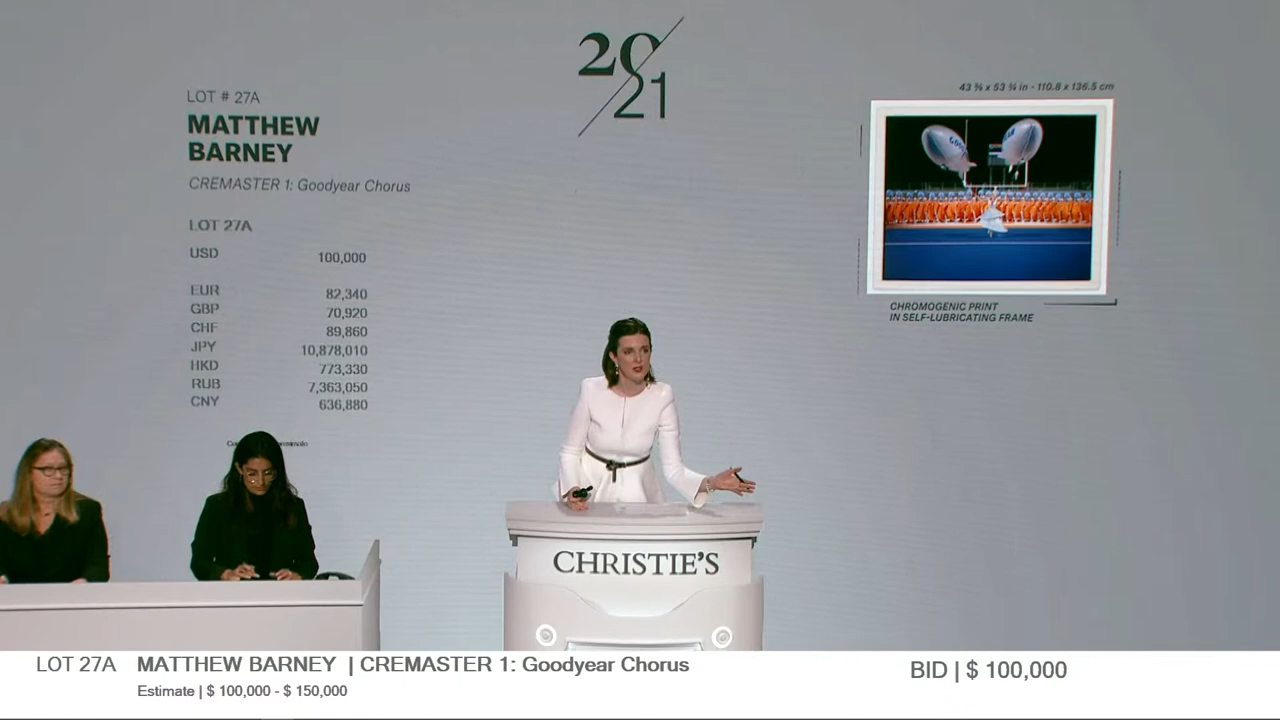 20
21
LOT # 27A
MATTHEW
BARNEY
CREMASTER 1: Goodyear Chorus
LOT 27A
USD 100,000
EUR 82,340
GBP 70,920
CHF 89,860
JPY 10,878,010
HKD 773,330
RUB 7,363,050
CNY 636,880
43 ⅝ x 53 ¾ in - 110.8 x 136.5 cm
CHROMOGENIC PRINT
IN SELF-LUBRICATING FRAME
CHRISTIE'S
LOT 27A MATTHEW BARNEY | CREMASTER 1: Goodyear Chorus
Estimate | $ 100,000 - $ 150,000
BID | $ 100,000